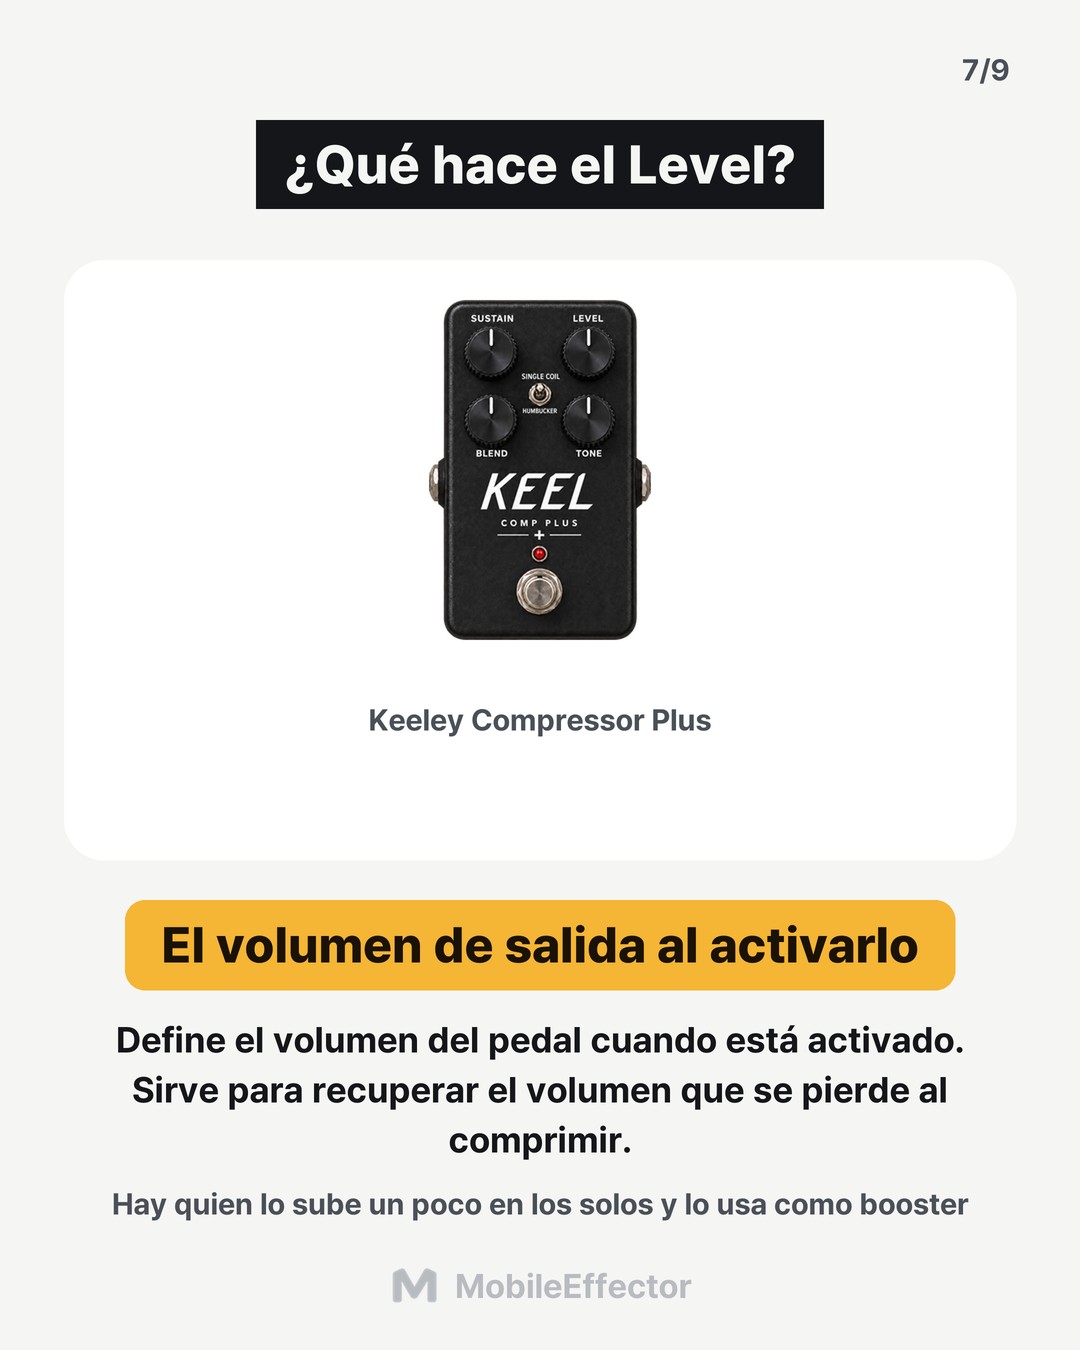 7/9
¿Qué hace el Level?
SUSTAIN
LEVEL
SINGLE COIL
HUMBUCKER
BLEND
TONE
KEEL
COMP PLUS
Keeley Compressor Plus
El volumen de salida al activarlo
Define el volumen del pedal cuando está activado.
Sirve para recuperar el volumen que se pierde al
comprimir.
Hay quien lo sube un poco en los solos y lo usa como booster
MobileEffector